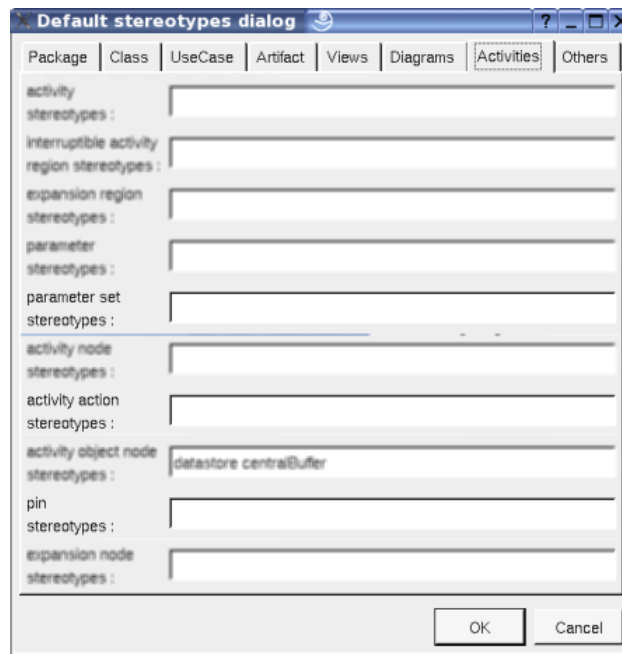 Default stereotypes dialog
Package Class UseCase Artifact Views Diagrams Activities Others
activity
stereotypes :
interruptible activity
region stereotypes :
expansion region
stereotypes :
parameter
stereotypes :
parameter set
stereotypes :
activity node
stereotypes :
activity action
stereotypes :
activity object node
stereotypes :
datastore centralBuffer
pin
stereotypes :
expansion node
stereotypes :
OK Cancel